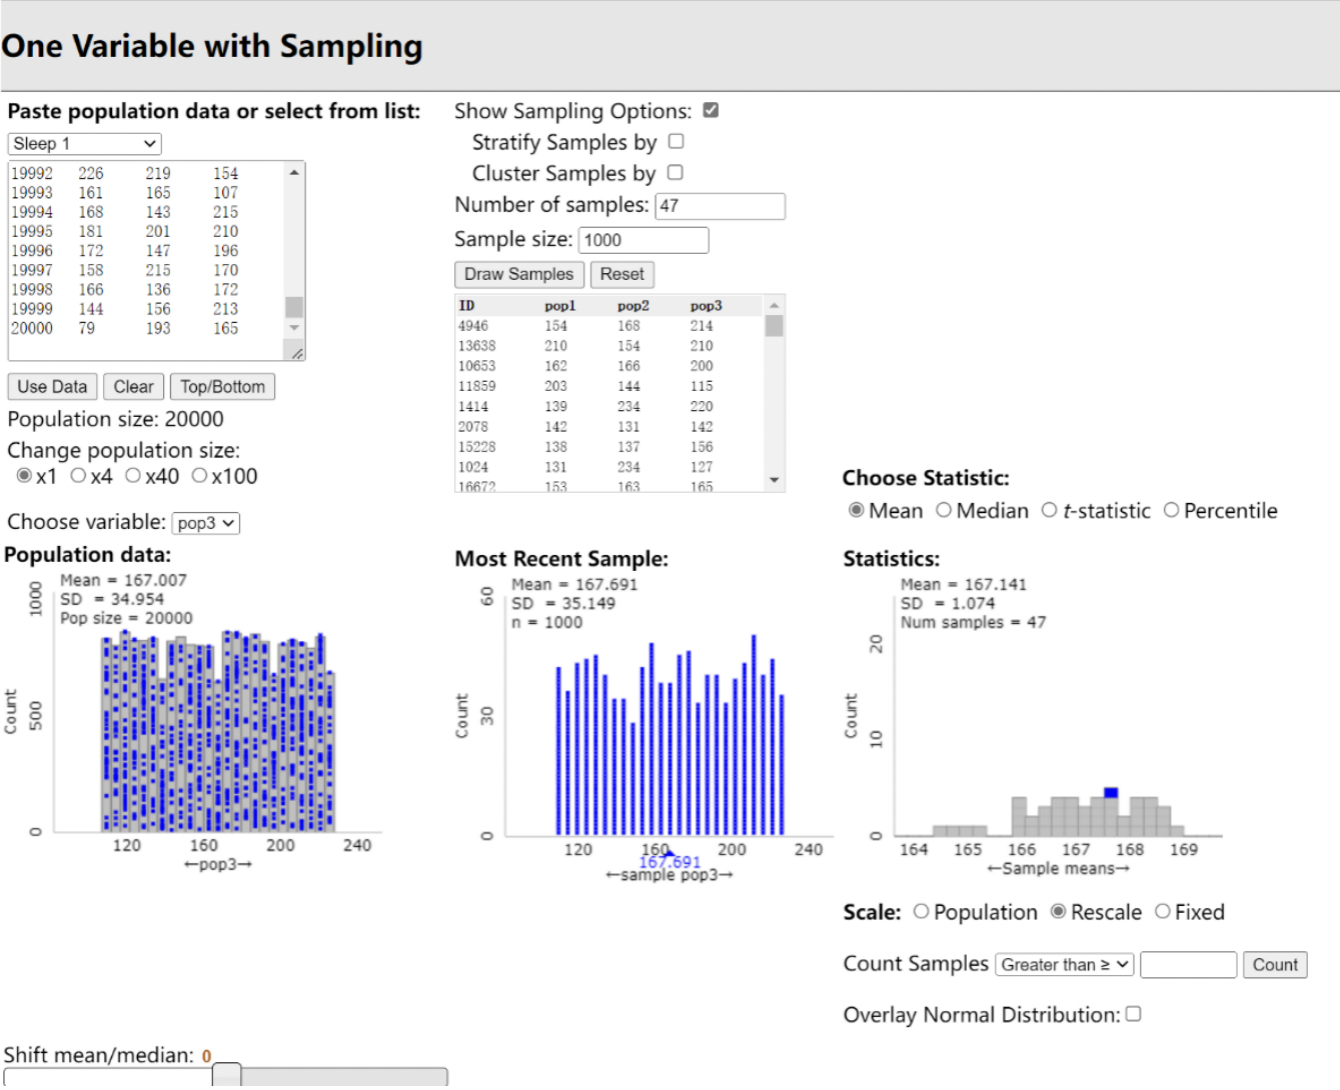 One Variable with Sampling
Paste population data or select from list:
Sleep 1
19992 226 219 154
19993 161 165 107
19994 168 143 215
19995 181 201 210
19996 172 147 196
19997 158 215 170
19998 166 136 172
19999 144 156 213
20000 79 193 165
Use Data Clear Top/Bottom
Population size: 20000
Change population size:
x1 x4 x40 x100
Choose variable: pop3
Show Sampling Options:
Stratify Samples by
Cluster Samples by
Number of samples: 47
Sample size: 1000
Draw Samples Reset
ID pop1 pop2 pop3
4946 154 168 214
13638 210 154 210
10653 162 166 200
11859 203 144 115
1414 139 234 220
2078 142 131 142
15228 138 137 156
1024 131 234 127
16672 153 163 165
Choose Statistic:
Mean Median t-statistic Percentile
Population data:
Mean = 167.007
SD = 34.954
Pop size = 20000
1000
500
0
Count
120 160 200 240
←pop3→
Most Recent Sample:
Mean = 167.691
SD = 35.149
n = 1000
60
30
0
Count
120 160 200 240
167.691
←sample pop3→
Statistics:
Mean = 167.141
SD = 1.074
Num samples = 47
20
10
0
Count
164 165 166 167 168 169
←Sample means→
Scale: Population Rescale Fixed
Count Samples Greater than ≥ Count
Overlay Normal Distribution:
Shift mean/median: 0